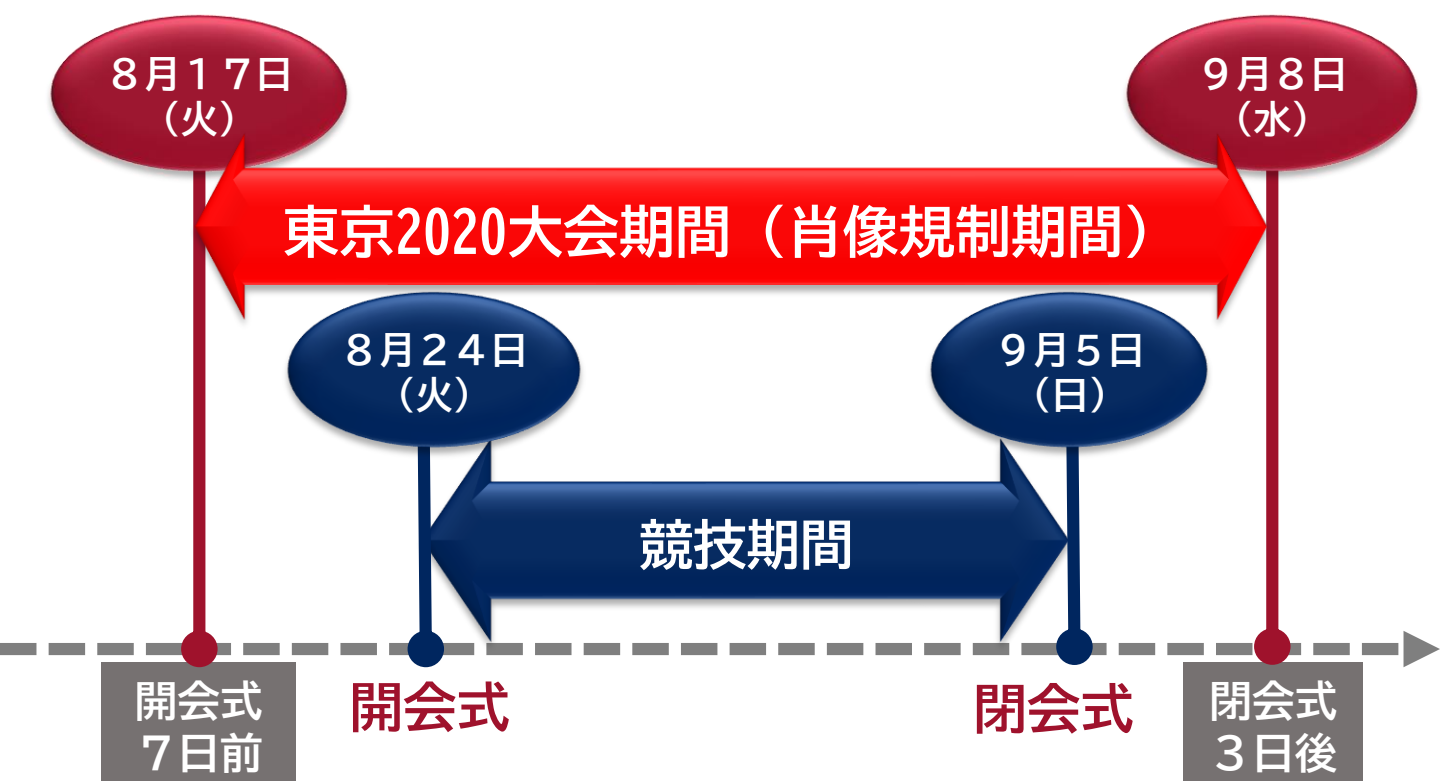 ８月１７日
（火）
９月８日
（水）
東京2020大会期間（肖像規制期間）
８月２４日
（火）
９月５日
（日）
競技期間
開会式
７日前
開会式
閉会式
閉会式
３日後